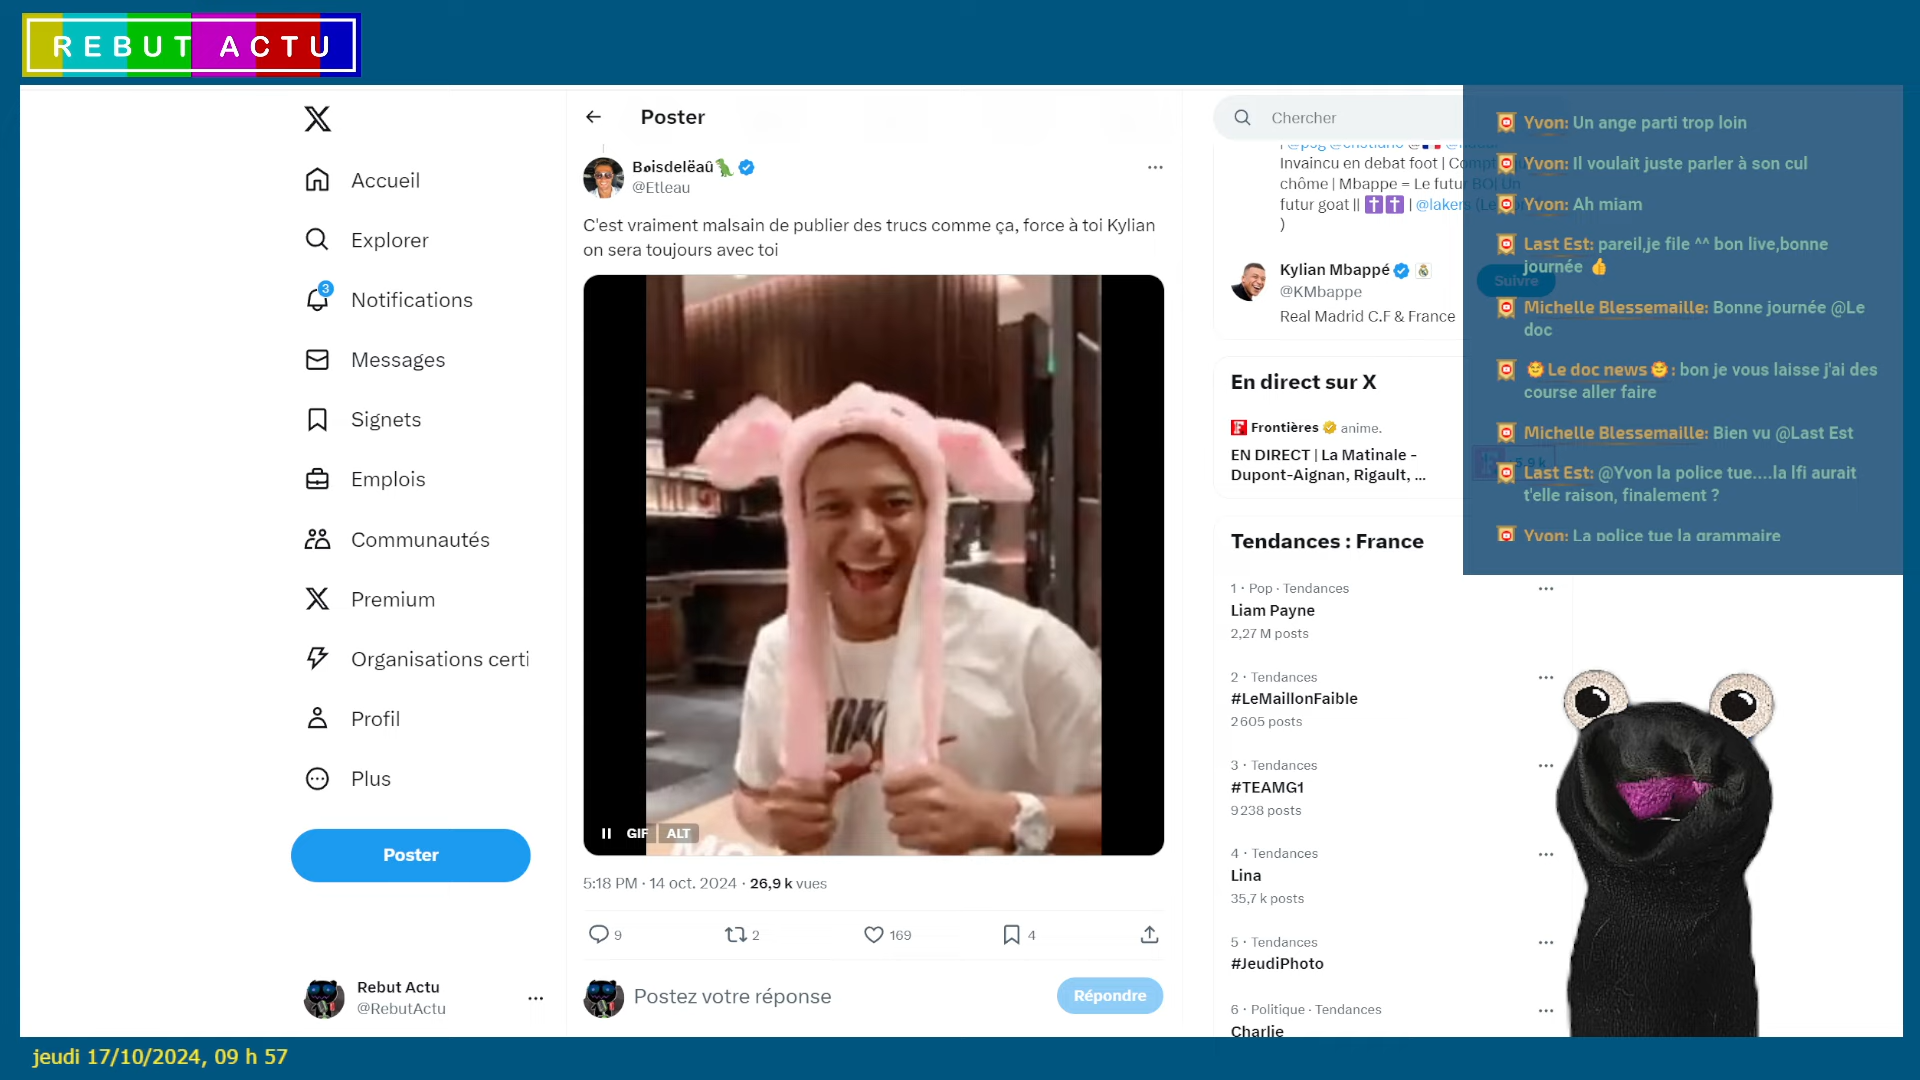 REBUT ACTU
Accueil
Explorer
3
Notifications
Messages
Signets
Emplois
Communautés
Premium
Organisations certi
Profil
Plus
Poster
Rebut Actu
@RebutActu
Poster
Bøisdelëaû
@Etleau
C'est vraiment malsain de publier des trucs comme ça, force à toi Kylian
on sera toujours avec toi
GIF ALT
5:18 PM · 14 oct. 2024 · 26,9 k vues
9 2 169 4
Postez votre réponse
Répondre
Chercher
Invaincu en debat foot |
chôme | Mbappe = Le futur BO| Un
futur goat || | @lakers
)
Kylian Mbappé
@KMbappe
Suivre
Real Madrid C.F & France
En direct sur X
Frontières anime.
EN DIRECT | La Matinale -
Dupont-Aignan, Rigault, ...
Tendances : France
1 · Pop · Tendances
Liam Payne
2,27 M posts
2 · Tendances
#LeMaillonFaible
2 605 posts
3 · Tendances
#TEAMG1
9 238 posts
4 · Tendances
Lina
35,7 k posts
5 · Tendances
#JeudiPhoto
6 · Politique · Tendances
Charlie
Yvon: Un ange parti trop loin
Yvon: Il voulait juste parler à son cul
Yvon: Ah miam
Last Est: pareil,je file ^^ bon live,bonne
journée 👍
Michelle Blessemaille: Bonne journée @Le
doc
Le doc news: bon je vous laisse j'ai des
course aller faire
Michelle Blessemaille: Bien vu @Last Est
Last Est: @Yvon la police tue....la lfi aurait
t'elle raison, finalement ?
Yvon: La police tue la grammaire
jeudi 17/10/2024, 09 h 57